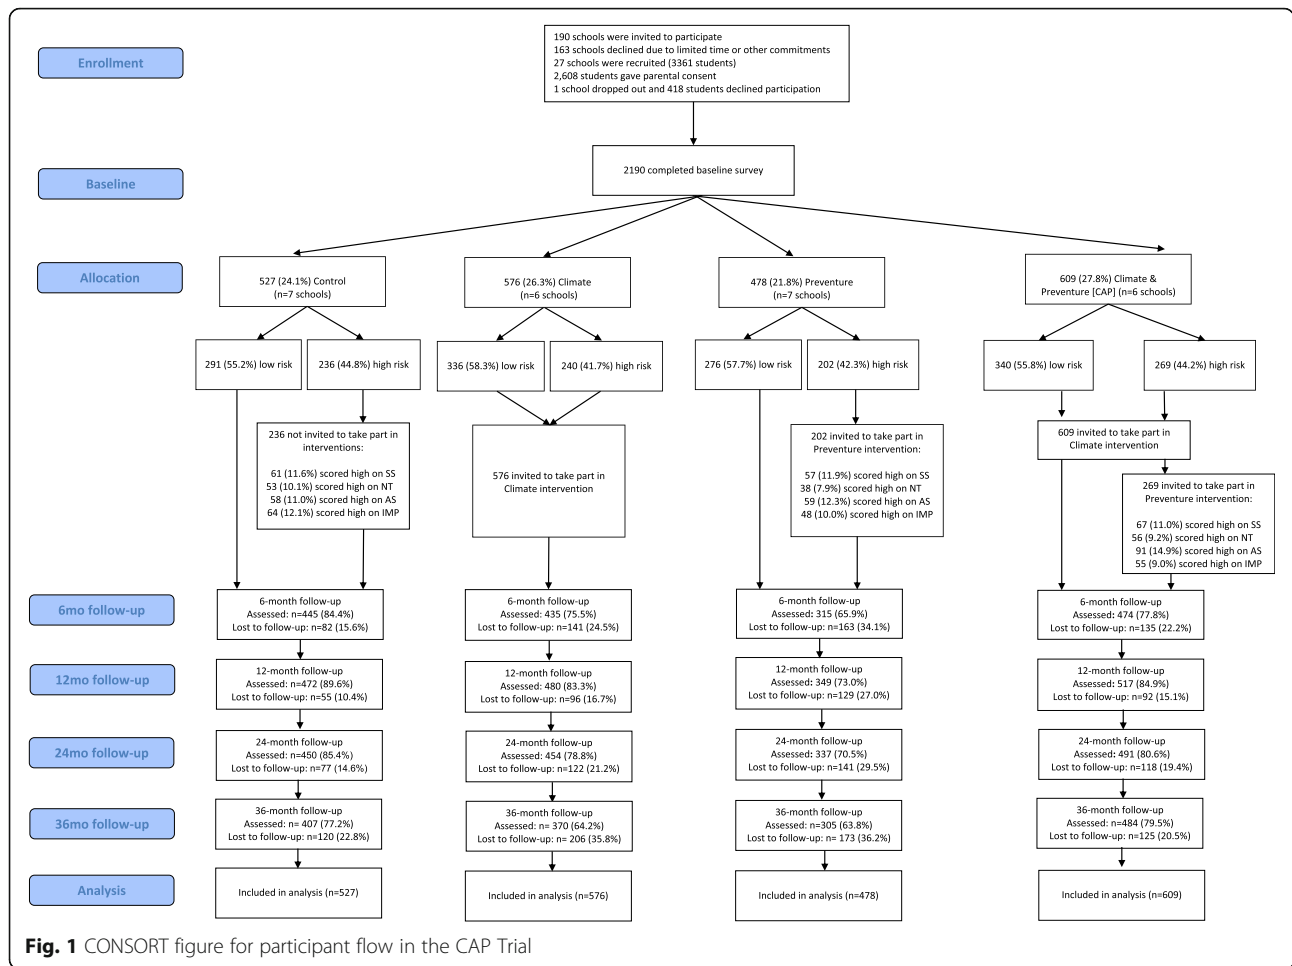 Enrollment
190 schools were invited to participate
163 schools declined due to limited time or other commitments
27 schools were recruited (3361 students)
2,608 students gave parental consent
1 school dropped out and 418 students declined participation
Baseline
2190 completed baseline survey
Allocation
527 (24.1%) Control
(n=7 schools)
576 (26.3%) Climate
(n=6 schools)
478 (21.8%) Preventure
(n=7 schools)
609 (27.8%) Climate &
Preventure [CAP] (n=6 schools)
291 (55.2%) low risk
236 (44.8%) high risk
336 (58.3%) low risk
240 (41.7%) high risk
276 (57.7%) low risk
202 (42.3%) high risk
340 (55.8%) low risk
269 (44.2%) high risk
236 not invited to take part in
interventions:
61 (11.6%) scored high on SS
53 (10.1%) scored high on NT
58 (11.0%) scored high on AS
64 (12.1%) scored high on IMP
576 invited to take part in
Climate intervention
202 invited to take part in
Preventure intervention:
57 (11.9%) scored high on SS
38 (7.9%) scored high on NT
59 (12.3%) scored high on AS
48 (10.0%) scored high on IMP
609 invited to take part in
Climate intervention
269 invited to take part in
Preventure intervention:
67 (11.0%) scored high on SS
56 (9.2%) scored high on NT
91 (14.9%) scored high on AS
55 (9.0%) scored high on IMP
6mo follow-up
6-month follow-up
Assessed: n=445 (84.4%)
Lost to follow-up: n=82 (15.6%)
6-month follow-up
Assessed: 435 (75.5%)
Lost to follow-up: n=141 (24.5%)
6-month follow-up
Assessed: 315 (65.9%)
Lost to follow-up: n=163 (34.1%)
6-month follow-up
Assessed: 474 (77.8%)
Lost to follow-up: n=135 (22.2%)
12mo follow-up
12-month follow-up
Assessed: n=472 (89.6%)
Lost to follow-up: n=55 (10.4%)
12-month follow-up
Assessed: 480 (83.3%)
Lost to follow-up: n=96 (16.7%)
12-month follow-up
Assessed: 349 (73.0%)
Lost to follow-up: n=129 (27.0%)
12-month follow-up
Assessed: 517 (84.9%)
Lost to follow-up: n=92 (15.1%)
24mo follow-up
24-month follow-up
Assessed: n=450 (85.4%)
Lost to follow-up: n=77 (14.6%)
24-month follow-up
Assessed: 454 (78.8%)
Lost to follow-up: n=122 (21.2%)
24-month follow-up
Assessed: 337 (70.5%)
Lost to follow-up: n=141 (29.5%)
24-month follow-up
Assessed: 491 (80.6%)
Lost to follow-up: n=118 (19.4%)
36mo follow-up
36-month follow-up
Assessed: n= 407 (77.2%)
Lost to follow-up: n=120 (22.8%)
36-month follow-up
Assessed: n= 370 (64.2%)
Lost to follow-up: n= 206 (35.8%)
36-month follow-up
Assessed: n=305 (63.8%)
Lost to follow-up: n= 173 (36.2%)
36-month follow-up
Assessed: n=484 (79.5%)
Lost to follow-up: n=125 (20.5%)
Analysis
Included in analysis (n=527)
Included in analysis (n=576)
Included in analysis (n=478)
Included in analysis (n=609)
Fig. 1 CONSORT figure for participant flow in the CAP Trial